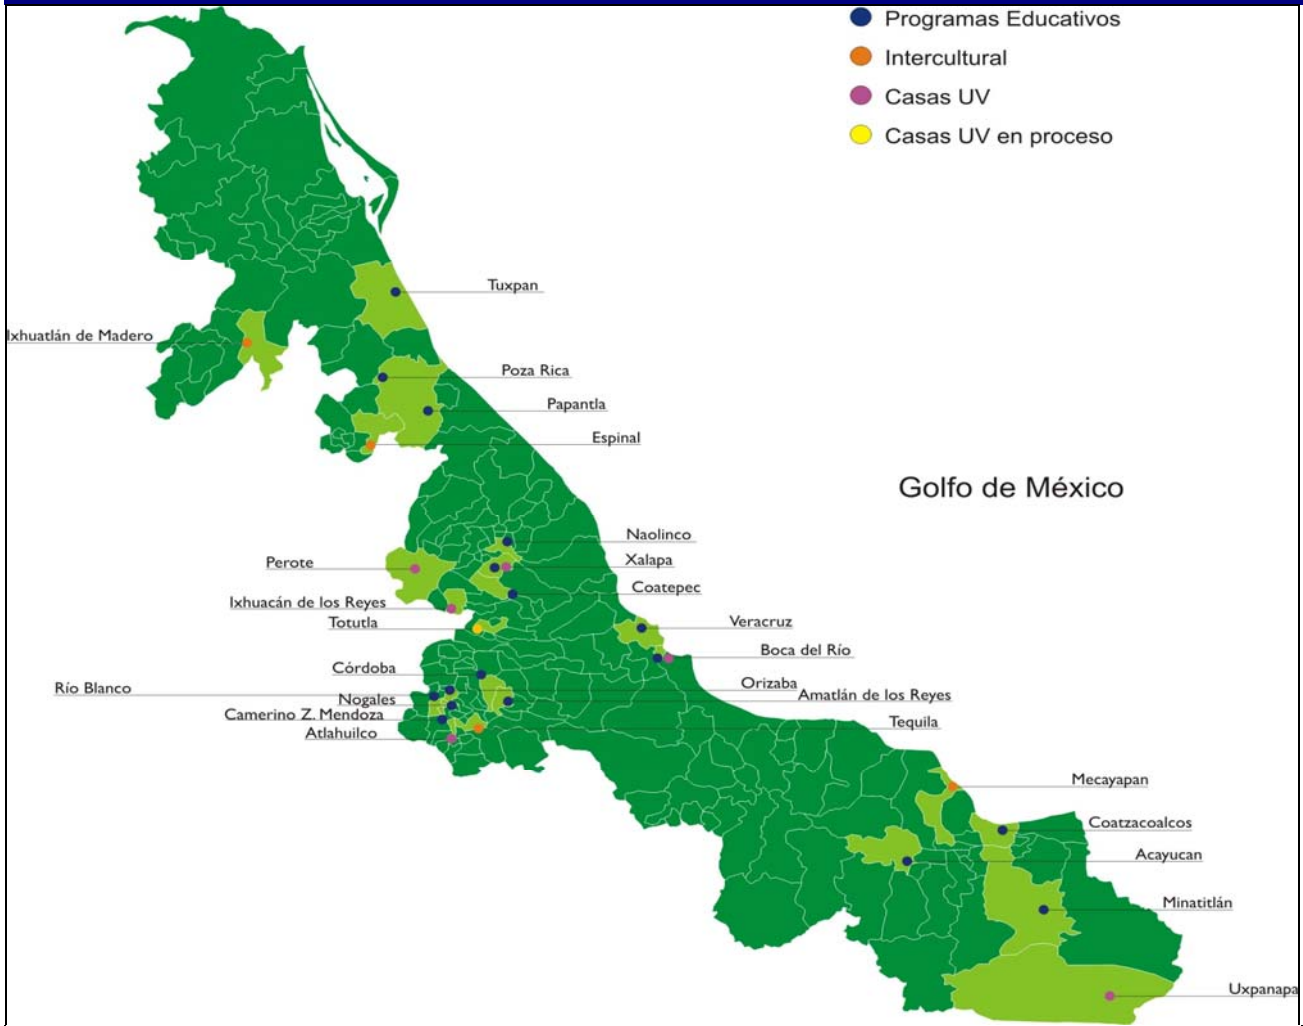 Programas Educativos
Intercultural
Casas UV
Casas UV en proceso
Tuxpan
Ixhuatlán de Madero
Poza Rica
Papantla
Espinal
Golfo de México
Naolinco
Perote
Xalapa
Coatepec
Ixhuacán de los Reyes
Totutla
Veracruz
Boca del Río
Córdoba
Orizaba
Río Blanco
Amatlán de los Reyes
Nogales
Camerino Z. Mendoza
Tequila
Atlahuilco
Mecayapan
Coatzacoalcos
Acayucan
Minatitlán
Uxpanapa